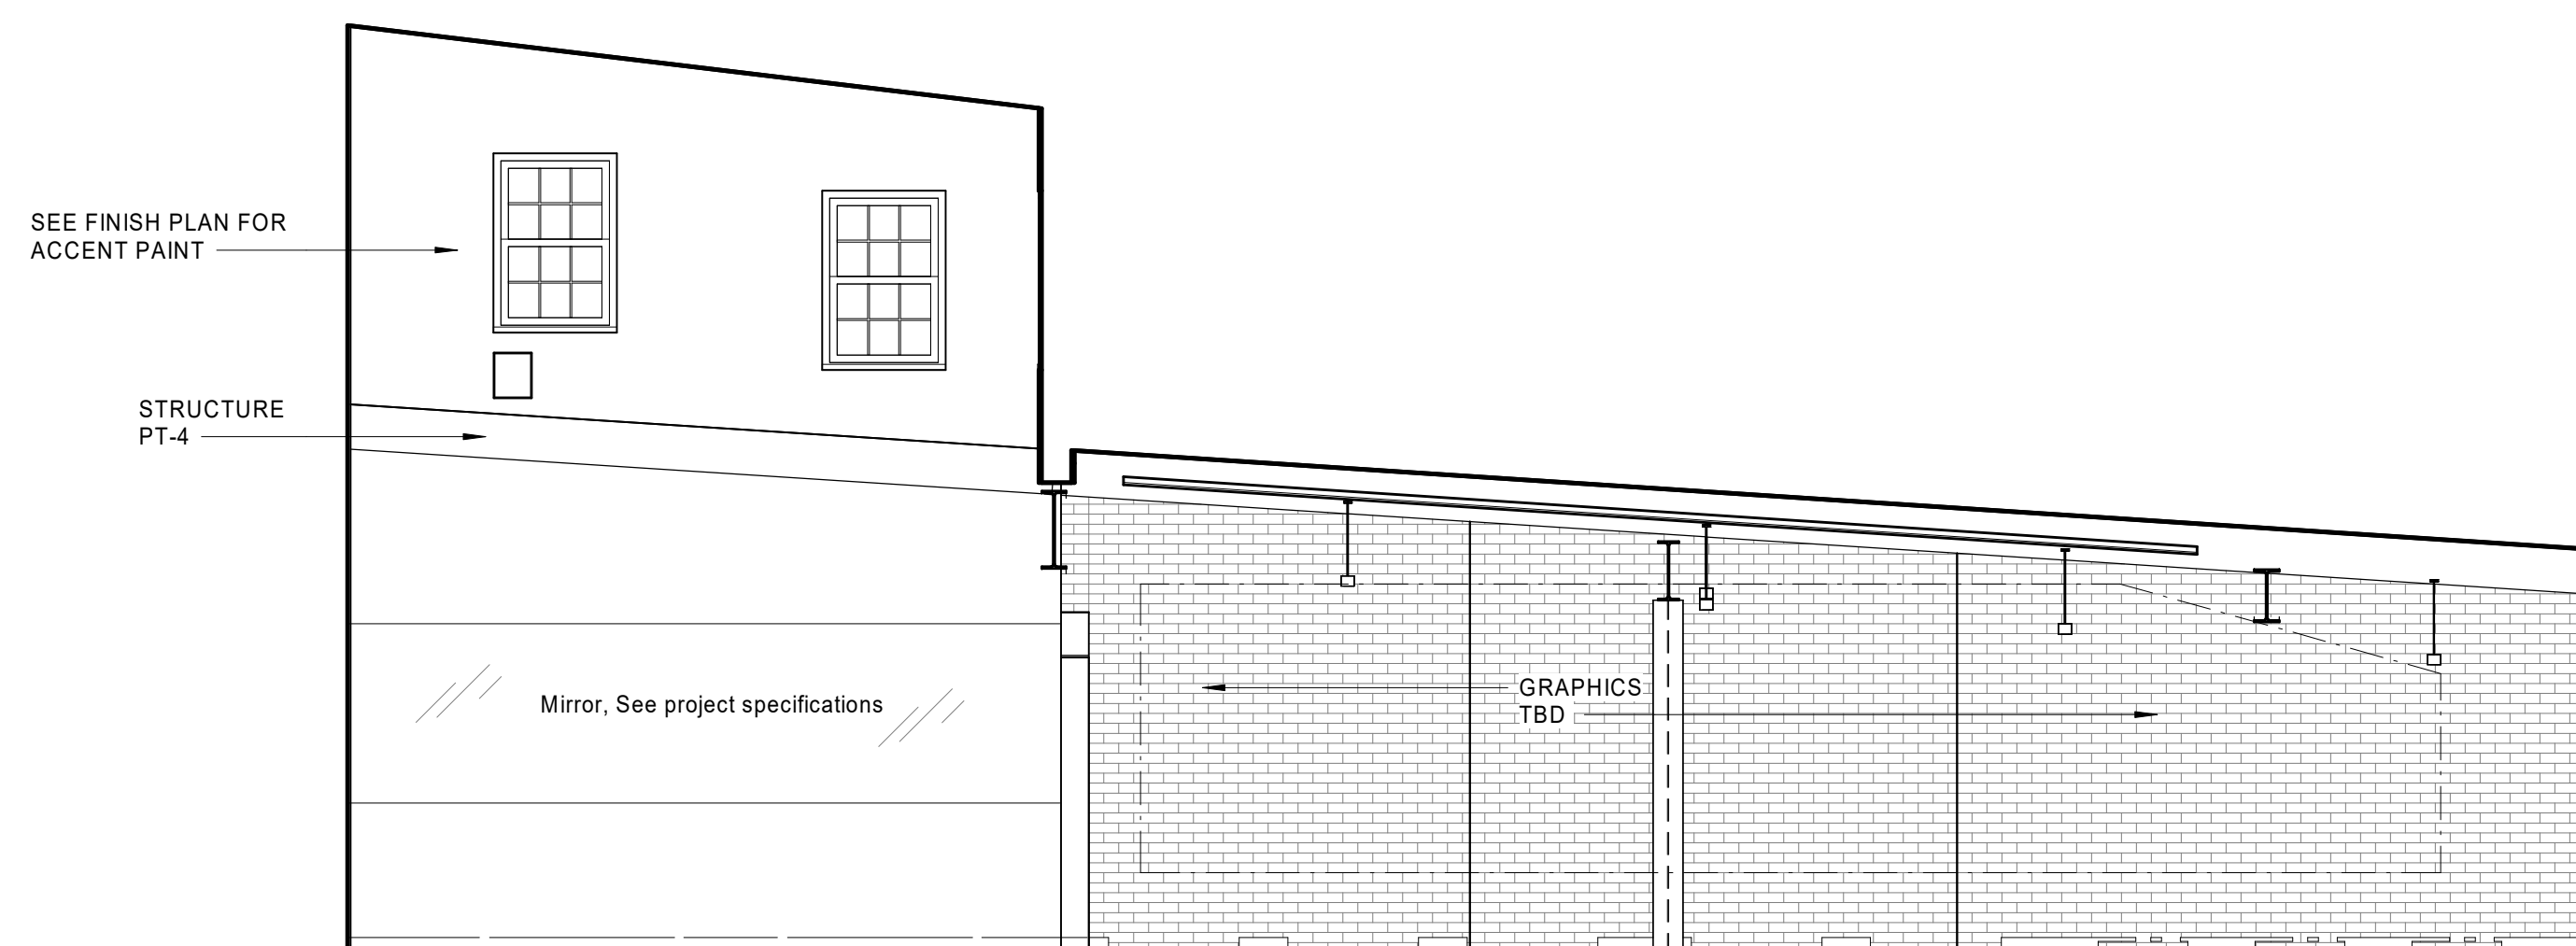 SEE FINISH PLAN FOR
ACCENT PAINT
STRUCTURE
PT-4
Mirror, See project specifications
GRAPHICS
TBD